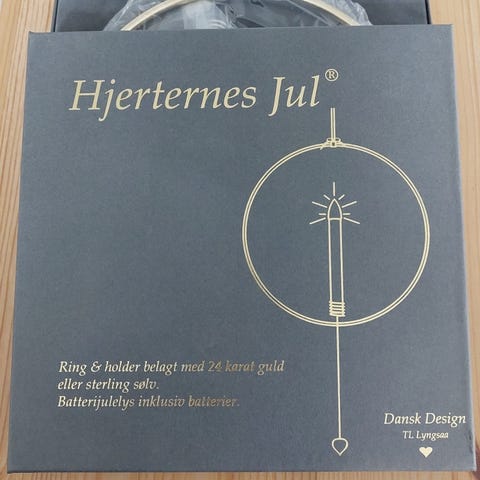 Hjerternes Jul®
Ring & holder belagt med 24 karat guld
eller sterling sølv.
Batterijulelys inklusiv batterier.
Dansk Design
TL Lyngsaa